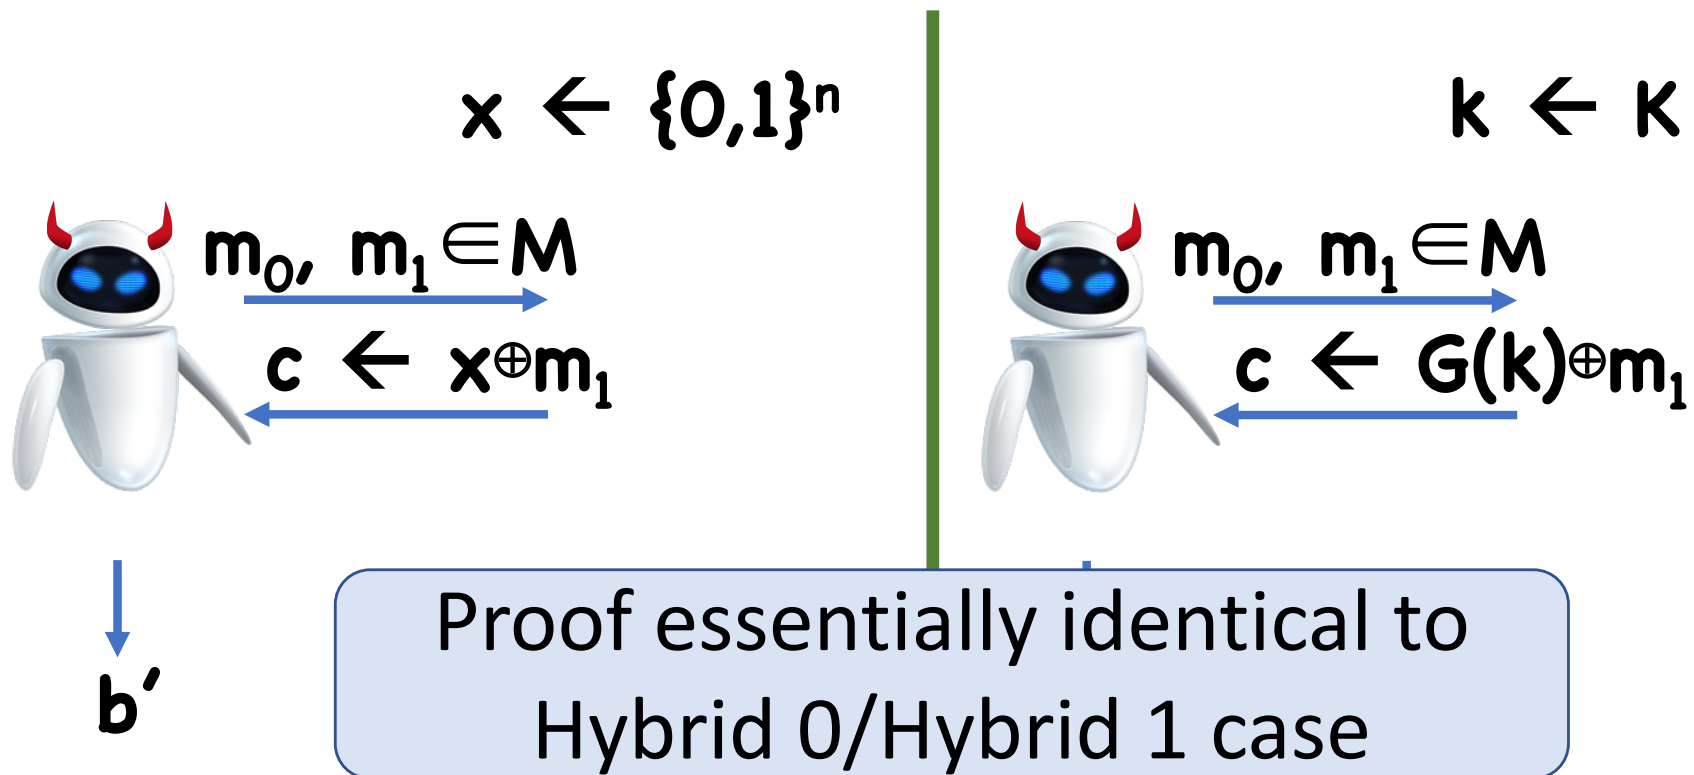 x ← {0,1}ⁿ
m₀, m₁∈M
c ← x⊕m₁
b′
k ← K
m₀, m₁∈M
c ← G(k)⊕m₁
Proof essentially identical to
Hybrid 0/Hybrid 1 case